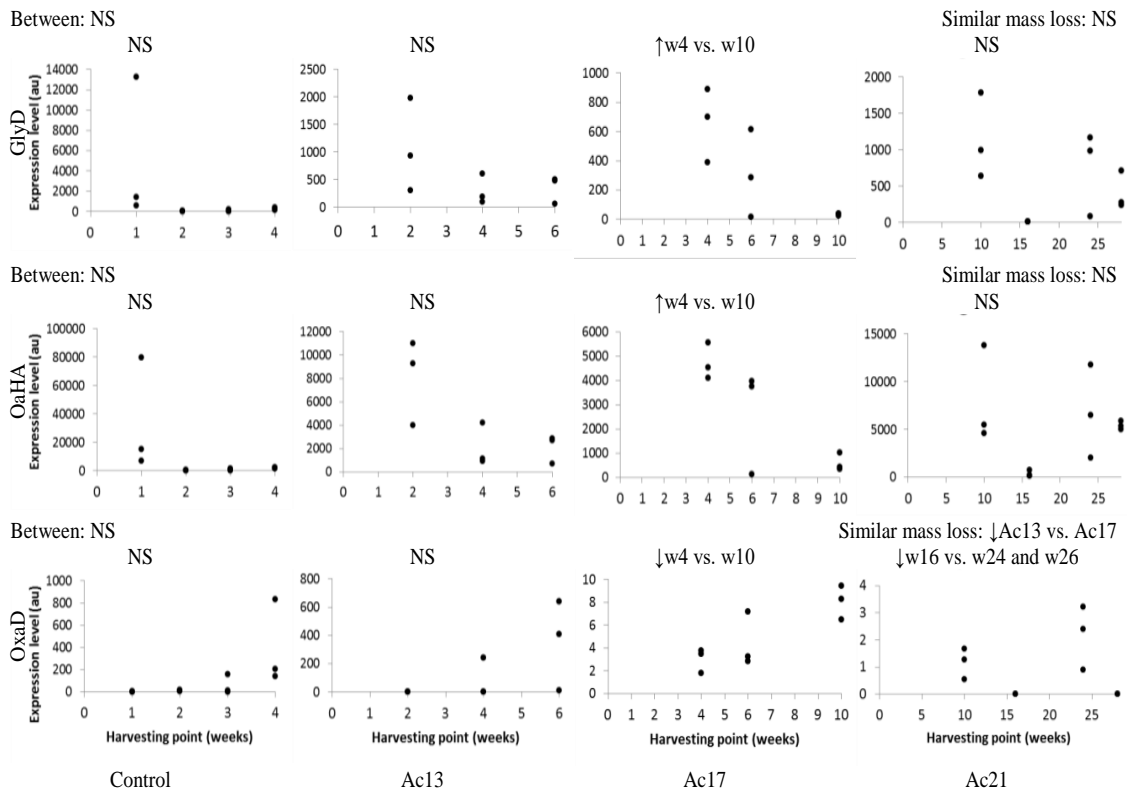 Between: NS
Similar mass loss: NS
NS
NS
↑w4 vs. w10
NS
GlyD
Expression level (au)
14000
12000
10000
8000
6000
4000
2000
0
0 1 2 3 4
2500
2000
1500
1000
500
0
0 1 2 3 4 5 6
1000
800
600
400
200
0
0 1 2 3 4 5 6 7 8 9 10
2000
1500
1000
500
0
0 5 10 15 20 25
Between: NS
Similar mass loss: NS
NS
NS
↑w4 vs. w10
NS
OaHA
Expression level (au)
100000
80000
60000
40000
20000
0
0 1 2 3 4
12000
10000
8000
6000
4000
2000
0
0 1 2 3 4 5 6
6000
5000
4000
3000
2000
1000
0
0 1 2 3 4 5 6 7 8 9 10
15000
10000
5000
0
0 5 10 15 20 25
Between: NS
Similar mass loss: ↓Ac13 vs. Ac17
NS
NS
↓w4 vs. w10
↓w16 vs. w24 and w26
OxaD
Expression level (au)
1000
800
600
400
200
0
0 1 2 3 4
800
600
400
200
0
0 1 2 3 4 5 6
10
8
6
4
2
0
0 1 2 3 4 5 6 7 8 9 10
4
3
2
1
0
0 5 10 15 20 25
Harvesting point (weeks)
Harvesting point (weeks)
Harvesting point (weeks)
Harvesting point (weeks)
Control
Ac13
Ac17
Ac21